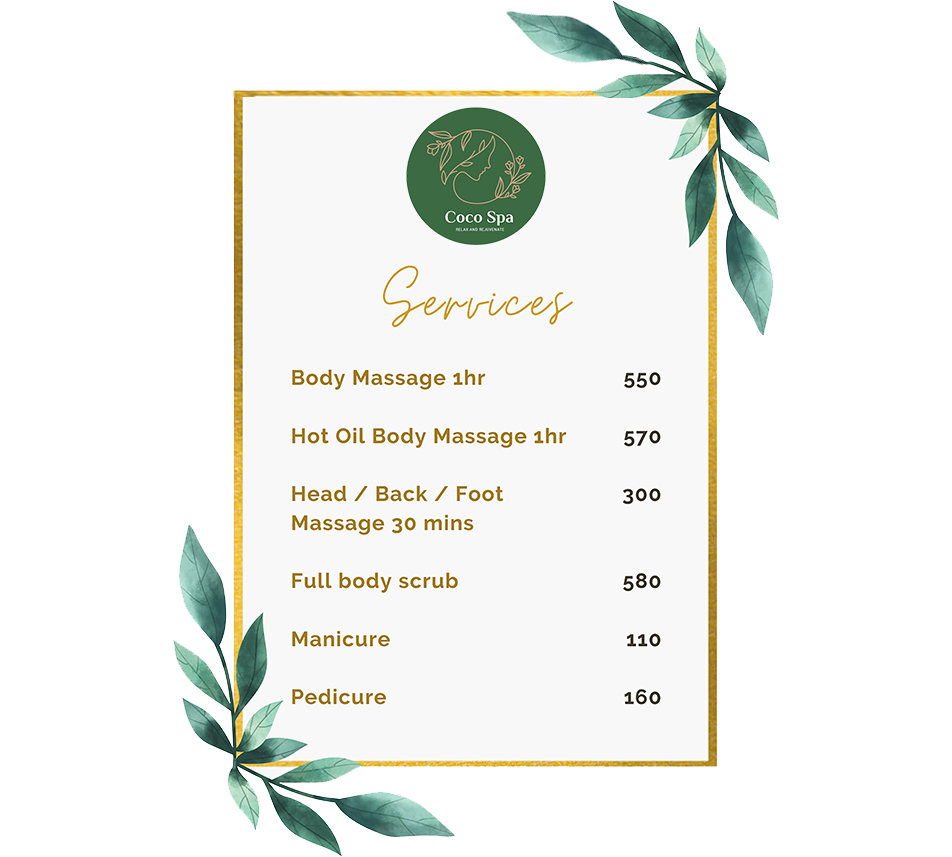 Coco Spa
RELAX AND REJUVENATE
Services
Body Massage 1hr 550
Hot Oil Body Massage 1hr 570
Head / Back / Foot 300
Massage 30 mins
Full body scrub 580
Manicure 110
Pedicure 160